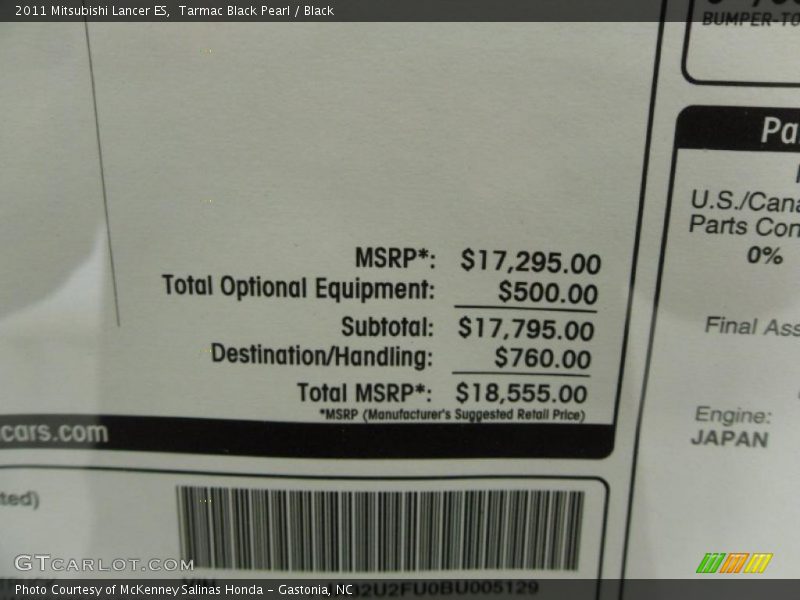 2011 Mitsubishi Lancer ES, Tarmac Black Pearl / Black
MSRP*: $17,295.00
Total Optional Equipment: $500.00
Subtotal: $17,795.00
Destination/Handling: $760.00
Total MSRP*: $18,555.00
*MSRP (Manufacturer's Suggested Retail Price)
cars.com
ted)
BUMPER-TO
Pa
U.S./Cana
Parts Con
0%
Final Ass
Engine:
JAPAN
GTCARLOT.COM
2U2FU0BU005129
Photo Courtesy of McKenney Salinas Honda - Gastonia, NC